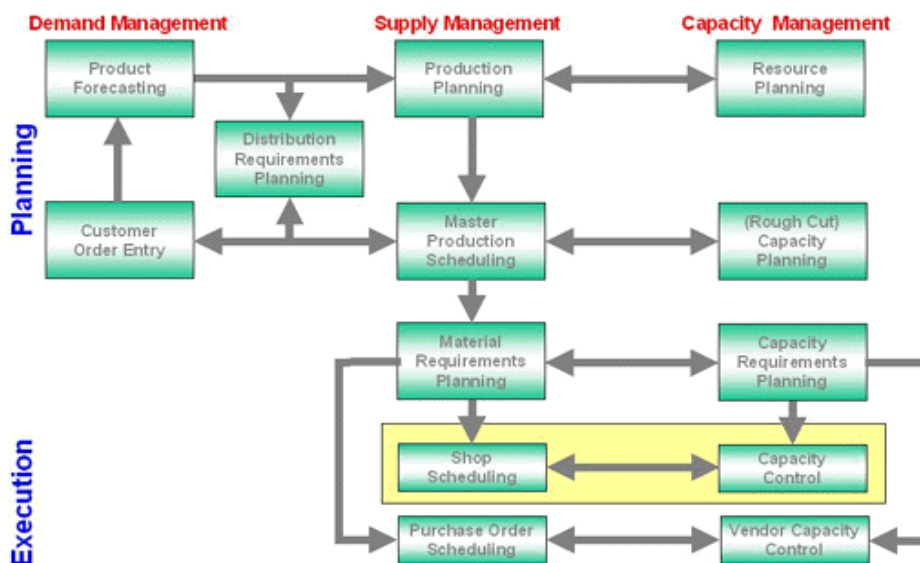 Demand Management
Supply Management
Capacity Management
Planning
Product
Forecasting
Production
Planning
Resource
Planning
Distribution
Requirements
Planning
Customer
Order Entry
Master
Production
Scheduling
(Rough Cut)
Capacity
Planning
Material
Requirements
Planning
Capacity
Requirements
Planning
Execution
Shop
Scheduling
Capacity
Control
Purchase Order
Scheduling
Vendor Capacity
Control